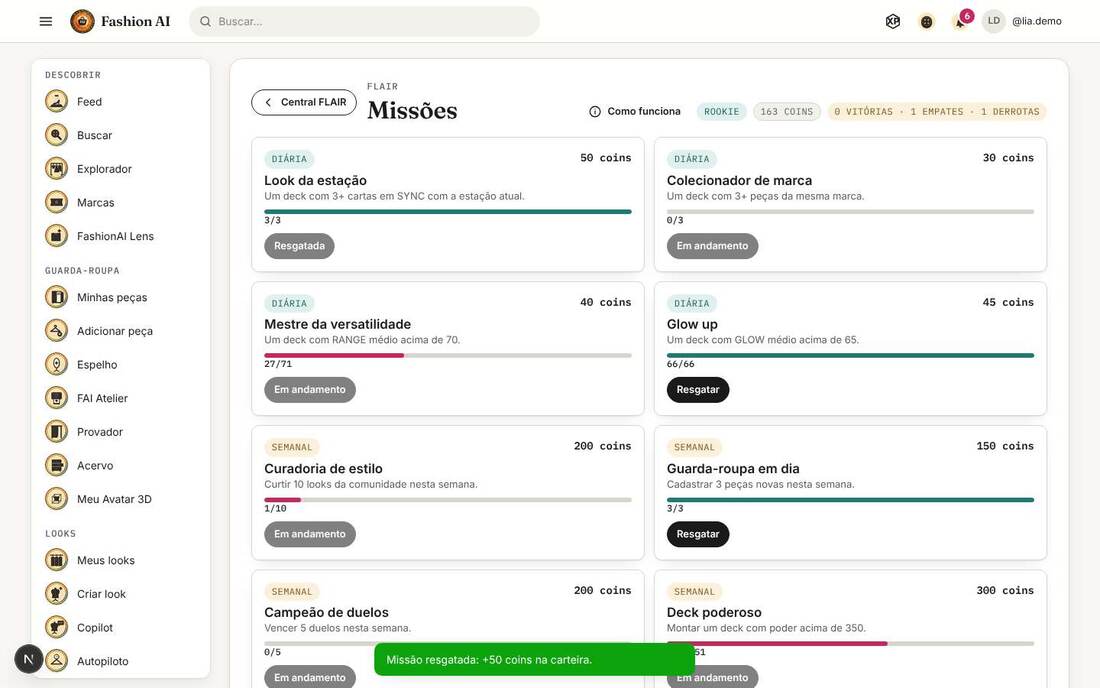 Fashion AI
Buscar...
XP
6
LD
@lia.demo
DESCOBRIR
Feed
Buscar
Explorador
Marcas
FashionAI Lens
GUARDA-ROUPA
Minhas peças
Adicionar peça
Espelho
FAI Atelier
Provador
Acervo
Meu Avatar 3D
LOOKS
Meus looks
Criar look
Copilot
Autopiloto
N
Central FLAIR
FLAIR
Missões
Como funciona
ROOKIE
163 COINS
0 VITÓRIAS · 1 EMPATES · 1 DERROTAS
DIÁRIA
50 coins
Look da estação
Um deck com 3+ cartas em SYNC com a estação atual.
3/3
Resgatada
DIÁRIA
30 coins
Colecionador de marca
Um deck com 3+ peças da mesma marca.
0/3
Em andamento
DIÁRIA
40 coins
Mestre da versatilidade
Um deck com RANGE médio acima de 70.
27/71
Em andamento
DIÁRIA
45 coins
Glow up
Um deck com GLOW médio acima de 65.
66/66
Resgatar
SEMANAL
200 coins
Curadoria de estilo
Curtir 10 looks da comunidade nesta semana.
1/10
Em andamento
SEMANAL
150 coins
Guarda-roupa em dia
Cadastrar 3 peças novas nesta semana.
3/3
Resgatar
SEMANAL
200 coins
Campeão de duelos
Vencer 5 duelos nesta semana.
0/5
Em andamento
SEMANAL
300 coins
Deck poderoso
Montar um deck com poder acima de 350.
51
Em andamento
Missão resgatada: +50 coins na carteira.